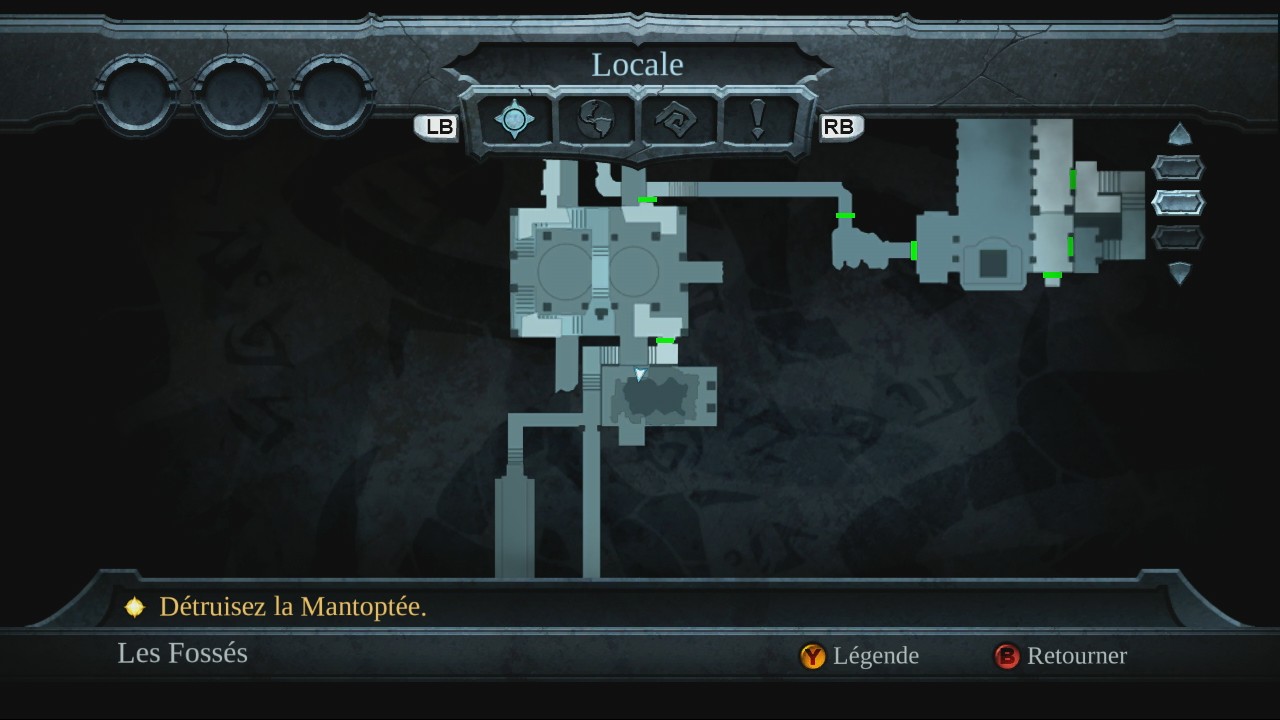 Locale
LB
RB
Détruisez la Mantoptée.
Les Fossés
Y Légende
B Retourner